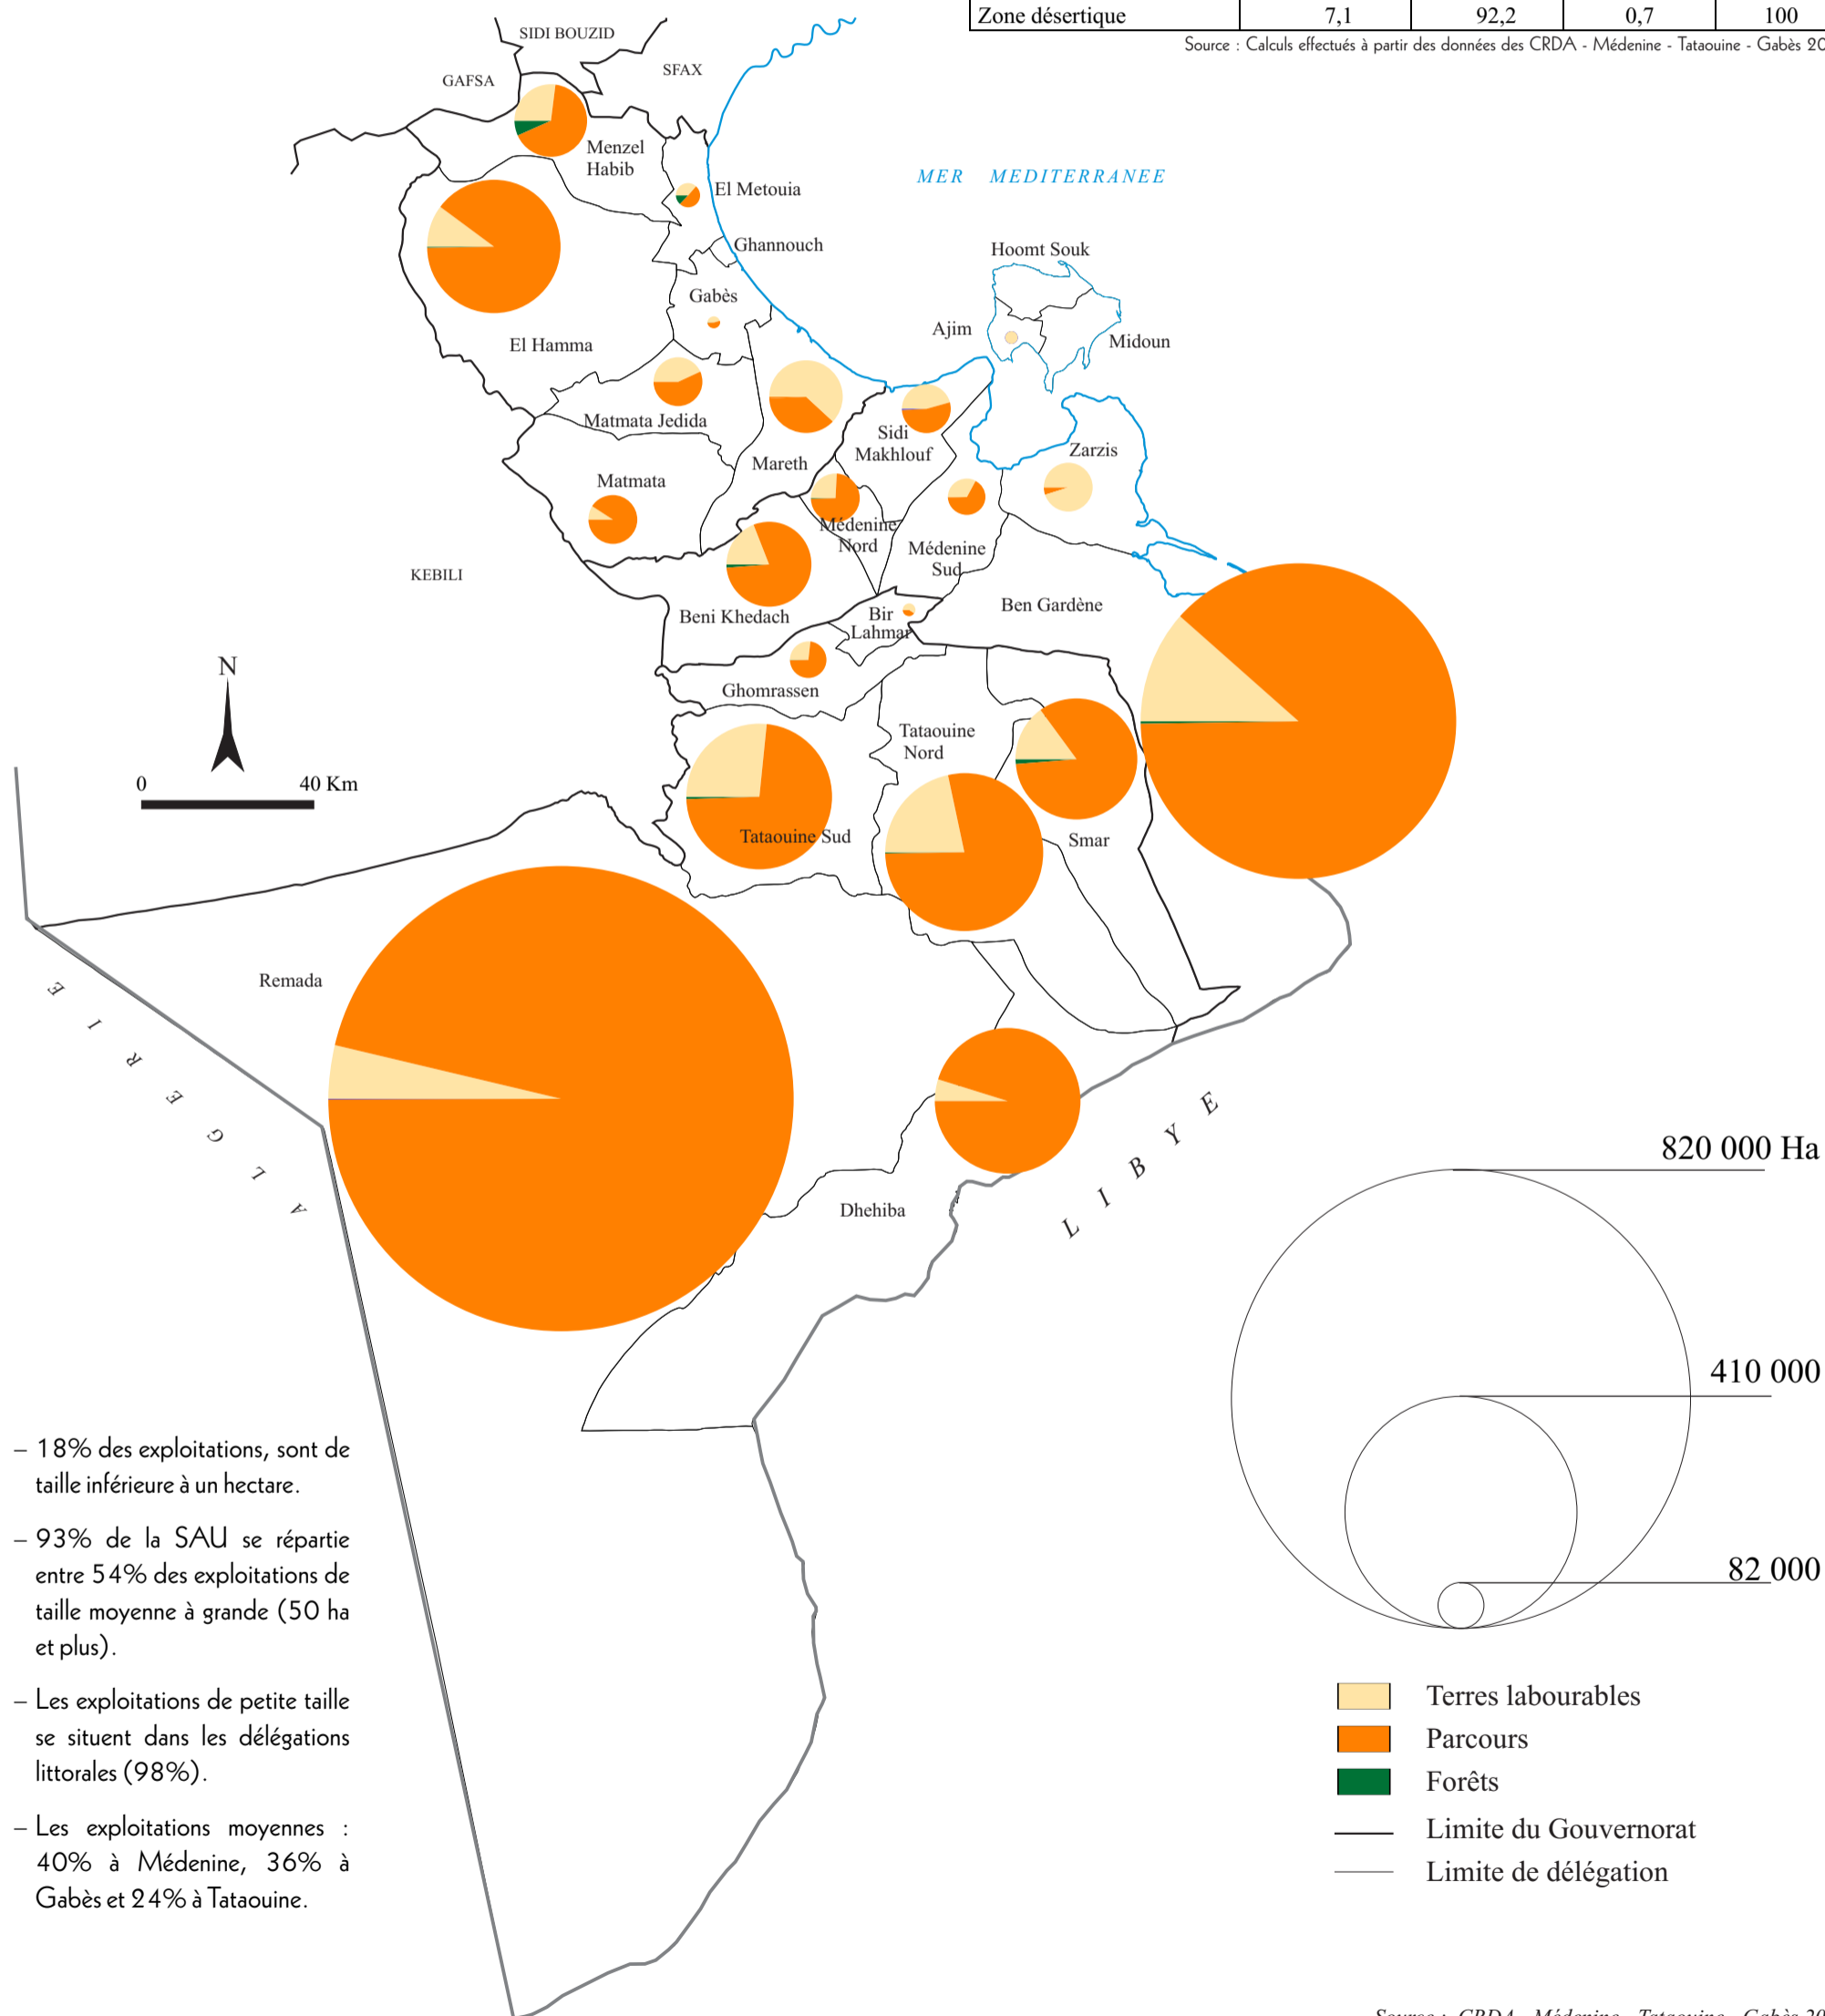 Zone désertique 7,1 92,2 0,7 100
Source : Calculs effectués à partir des données des CRDA - Médenine - Tataouine - Gabès 20
SIDI BOUZID
SFAX
GAFSA
Menzel
Habib
MER MEDITERRANEE
El Metouia
Ghannouch
Hoomt Souk
Gabès
Ajim
Midoun
El Hamma
Matmata Jedida
Sidi
Makhlouf
Zarzis
Mareth
Matmata
Médenine
Nord
Médenine
Sud
KEBILI
Beni Khedach
Bir
Lahmar
Ben Gardène
N
Ghomrassen
Tataouine
Nord
0 40 Km
Tataouine Sud
Smar
Remada
ALGERIE
LIBYE
Dhehiba
820 000 Ha
410 000
82 000
– 18% des exploitations, sont de
taille inférieure à un hectare.
– 93% de la SAU se répartie
entre 54% des exploitations de
taille moyenne à grande (50 ha
et plus).
– Les exploitations de petite taille
se situent dans les délégations
littorales (98%).
– Les exploitations moyennes :
40% à Médenine, 36% à
Gabès et 24% à Tataouine.
Terres labourables
Parcours
Forêts
Limite du Gouvernorat
Limite de délégation
Source : CRDA - Médenine - Tataouine - Gabès 20